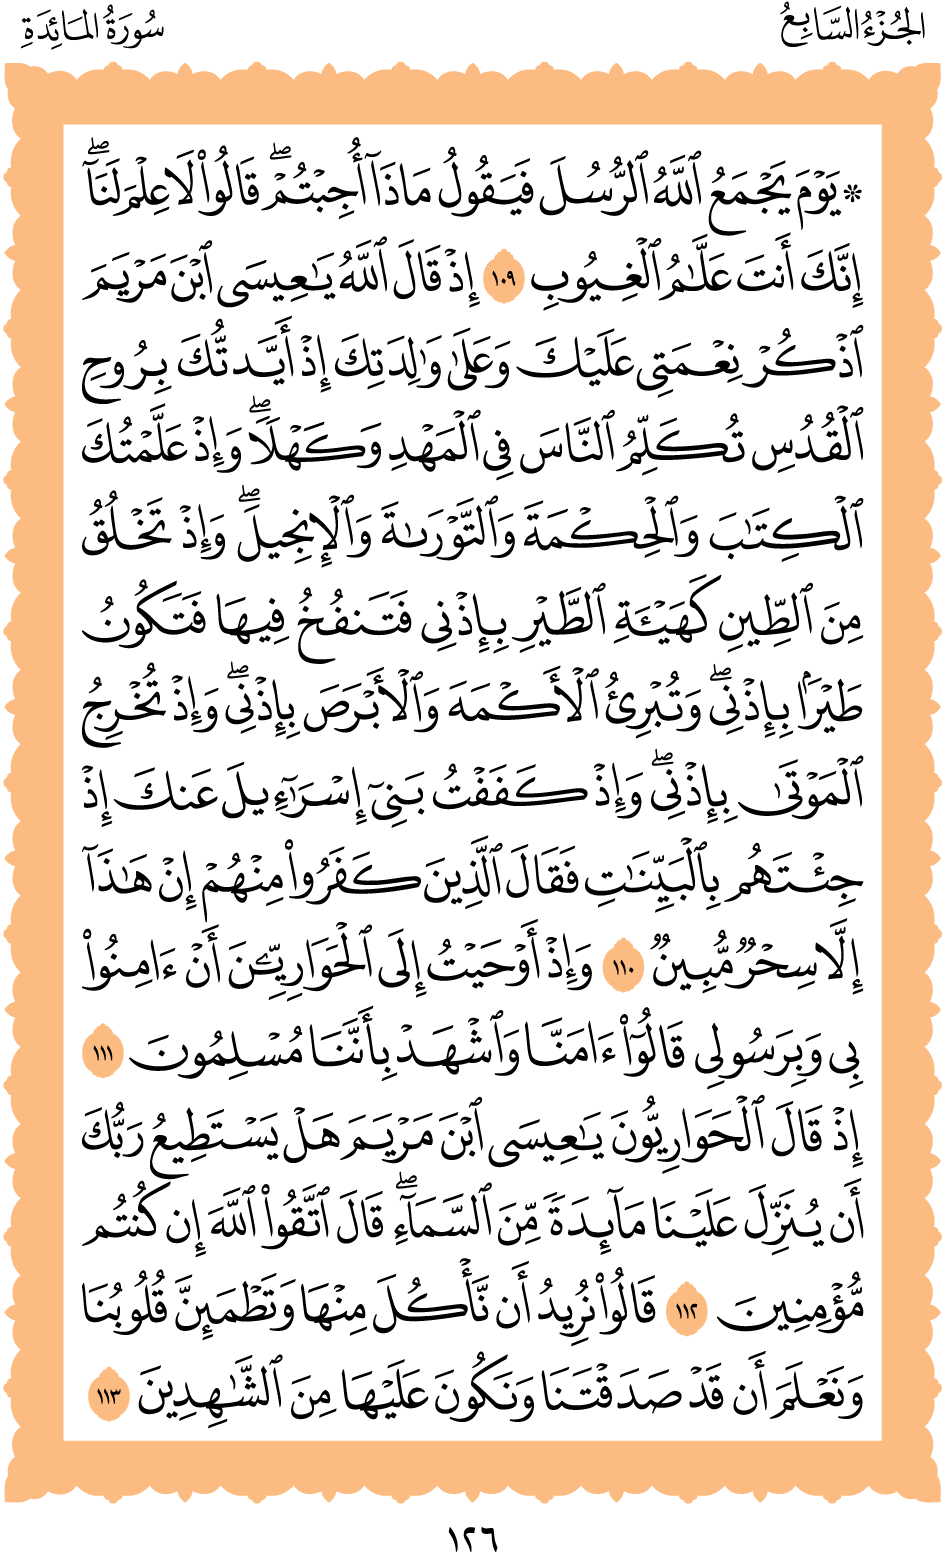 الجُزْءُ السَّابِعُ
سُورَةُ المَائِدَةِ
۞ يَوْمَ يَجْمَعُ ٱللَّهُ ٱلرُّسُلَ فَيَقُولُ مَاذَآ أُجِبْتُمْۖ قَالُوا۟ لَا عِلْمَ لَنَآۖ
إِنَّكَ أَنتَ عَلَّٰمُ ٱلْغُيُوبِ ١٠٩ إِذْ قَالَ ٱللَّهُ يَٰعِيسَى ٱبْنَ مَرْيَمَ
ٱذْكُرْ نِعْمَتِى عَلَيْكَ وَعَلَىٰ وَٰلِدَتِكَ إِذْ أَيَّدتُّكَ بِرُوحِ
ٱلْقُدُسِ تُكَلِّمُ ٱلنَّاسَ فِى ٱلْمَهْدِ وَكَهْلًاۖ وَإِذْ عَلَّمْتُكَ
ٱلْكِتَٰبَ وَٱلْحِكْمَةَ وَٱلتَّوْرَىٰةَ وَٱلْإِنجِيلَۖ وَإِذْ تَخْلُقُ
مِنَ ٱلطِّينِ كَهَيْـَٔةِ ٱلطَّيْرِ بِإِذْنِى فَتَنفُخُ فِيهَا فَتَكُونُ
طَيْرًۢا بِإِذْنِىۖ وَتُبْرِئُ ٱلْأَكْمَهَ وَٱلْأَبْرَصَ بِإِذْنِىۖ وَإِذْ تُخْرِجُ
ٱلْمَوْتَىٰ بِإِذْنِىۖ وَإِذْ كَفَفْتُ بَنِىٓ إِسْرَٰٓءِيلَ عَنكَ إِذْ
جِئْتَهُم بِٱلْبَيِّنَٰتِ فَقَالَ ٱلَّذِينَ كَفَرُوا۟ مِنْهُمْ إِنْ هَٰذَآ
إِلَّا سِحْرٌ مُّبِينٌ ١١٠ وَإِذْ أَوْحَيْتُ إِلَى ٱلْحَوَارِيِّـۧنَ أَنْ ءَامِنُوا۟
بِى وَبِرَسُولِى قَالُوٓا۟ ءَامَنَّا وَٱشْهَدْ بِأَنَّنَا مُسْلِمُونَ ١١١
إِذْ قَالَ ٱلْحَوَارِيُّونَ يَٰعِيسَى ٱبْنَ مَرْيَمَ هَلْ يَسْتَطِيعُ رَبُّكَ
أَن يُنَزِّلَ عَلَيْنَا مَآئِدَةً مِّنَ ٱلسَّمَآءِۖ قَالَ ٱتَّقُوا۟ ٱللَّهَ إِن كُنتُم
مُّؤْمِنِينَ ١١٢ قَالُوا۟ نُرِيدُ أَن نَّأْكُلَ مِنْهَا وَتَطْمَئِنَّ قُلُوبُنَا
وَنَعْلَمَ أَن قَدْ صَدَقْتَنَا وَنَكُونَ عَلَيْهَا مِنَ ٱلشَّٰهِدِينَ ١١٣
١٢٦